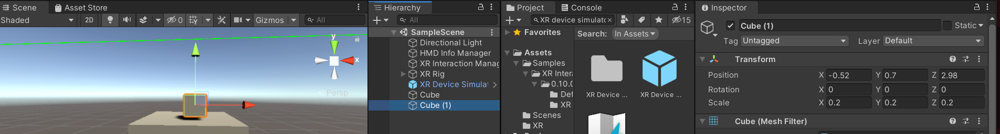 Scene
Asset Store
Shaded
2D
0
Gizmos
All
y
x
Persp
Hierarchy
All
SampleScene
Directional Light
HMD Info Manager
XR Interaction Manag
XR Rig
XR Device Simulat
Cube
Cube (1)
Project
Console
XR device simulato
15
Favorites
Assets
Samples
XR Intera
0.10.0
Def
XR
Scenes
XR
Search: In Assets
XR Device ...
XR Device ...
Inspector
Cube (1)
Static
Tag Untagged
Layer Default
Transform
Position X -0.52 Y 0.7 Z 2.98
Rotation X 0 Y 0 Z 0
Scale X 0.2 Y 0.2 Z 0.2
Cube (Mesh Filter)